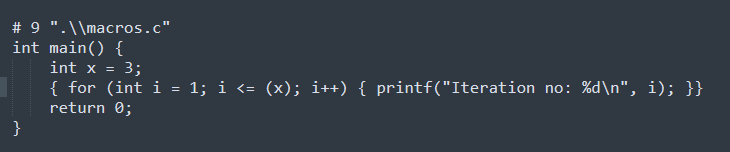 # 9 ".\\macros.c"
int main() {
    int x = 3;
    { for (int i = 1; i <= (x); i++) { printf("Iteration no: %d\n", i); }}
    return 0;
}